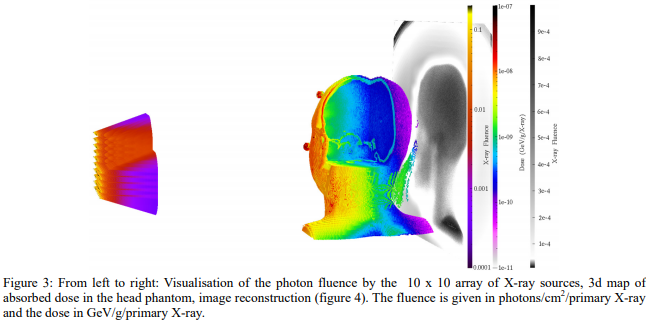 1e-07
0.1
9e-4
8e-4
1e-08
7e-4
0.01
6e-4
X-ray Fluence
1e-09
Dose (GeV/g/X-ray)
5e-4
X-ray Fluence
4e-4
0.001
1e-10
3e-4
2e-4
1e-4
0.0001
1e-11
Figure 3: From left to right: Visualisation of the photon fluence by the 10 x 10 array of X-ray sources, 3d map of
absorbed dose in the head phantom, image reconstruction (figure 4). The fluence is given in photons/cm²/primary X-ray
and the dose in GeV/g/primary X-ray.